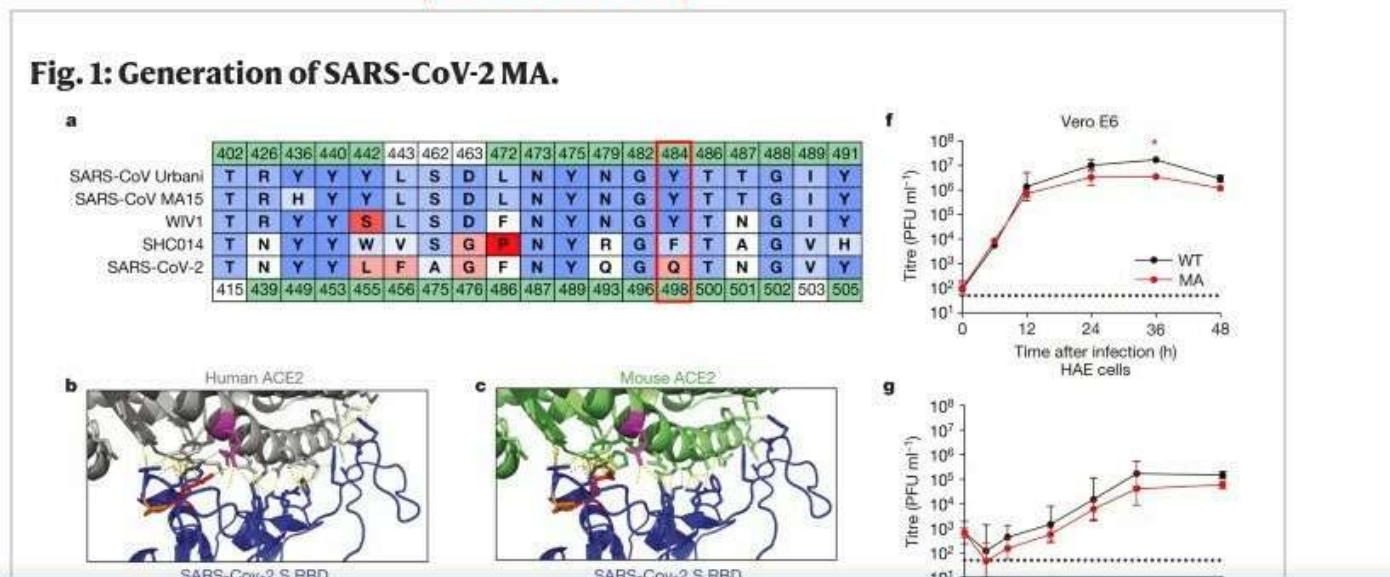 Fig. 1: Generation of SARS-CoV-2 MA.
a
402 426 436 440 442 443 462 463 472 473 475 479 482 484 486 487 488 489 491
SARS-CoV Urbani T R Y Y Y L S D L N Y N G Y T T G I Y
SARS-CoV MA15 T R H Y Y L S D L N Y N G Y T T G I Y
WIV1 T R Y Y S L S D F N Y N G Y T N G I Y
SHC014 T N Y Y W V S G P N Y R G F T A G V H
SARS-CoV-2 T N Y Y L F A G F N Y Q G Q T N G V Y
415 439 449 453 455 456 475 476 486 487 489 493 496 498 500 501 502 503 505
b
Human ACE2
SARS-Cov-2 S RBD
c
Mouse ACE2
SARS-Cov-2 S RBD
f
Vero E6
Titre (PFU ml⁻¹)
10⁸
10⁷
10⁶
10⁵
10⁴
10³
10²
10¹
*
WT
MA
0 12 24 36 48
Time after infection (h)
HAE cells
g
Titre (PFU ml⁻¹)
10⁸
10⁷
10⁶
10⁵
10⁴
10³
10²
10¹